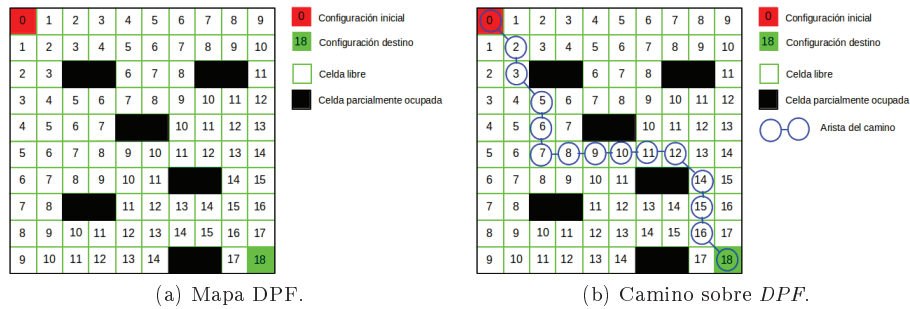 0 1 2 3 4 5 6 7 8 9
1 2 3 4 5 6 7 8 9 10
2 3 6 7 8 11
3 4 5 6 7 8 9 10 11 12
4 5 6 7 10 11 12 13
5 6 7 8 9 10 11 12 13 14
6 7 8 9 10 11 14 15
7 8 11 12 13 14 15 16
8 9 10 11 12 13 14 15 16 17
9 10 11 12 13 14 17 18
0 Configuración inicial
18 Configuración destino
Celda libre
Celda parcialmente ocupada
(a) Mapa DPF.
0 1 2 3 4 5 6 7 8 9
1 2 3 4 5 6 7 8 9 10
2 3 6 7 8 11
3 4 5 6 7 8 9 10 11 12
4 5 6 7 10 11 12 13
5 6 7 8 9 10 11 12 13 14
6 7 8 9 10 11 14 15
7 8 11 12 13 14 15 16
8 9 10 11 12 13 14 15 16 17
9 10 11 12 13 14 17 18
0 Configuración inicial
18 Configuración destino
Celda libre
Celda parcialmente ocupada
Arista del camino
(b) Camino sobre DPF.